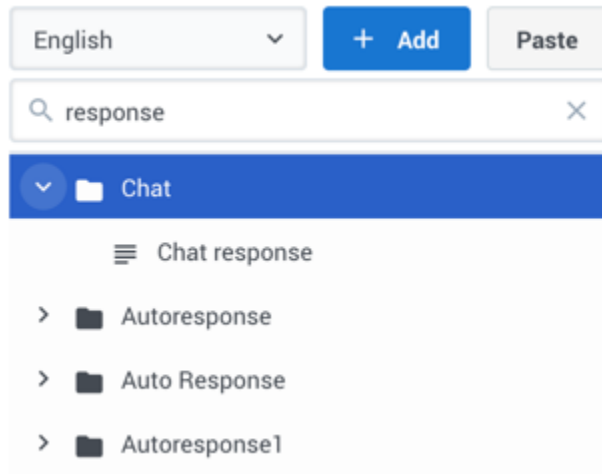 English + Add Paste
response
Chat
Chat response
Autoresponse
Auto Response
Autoresponse1